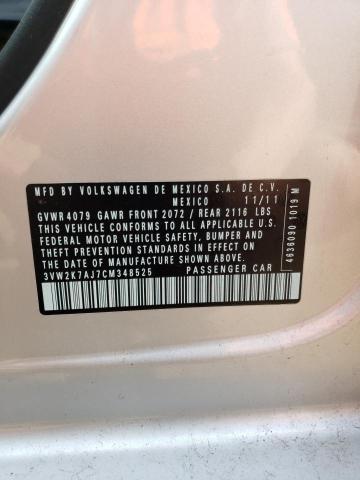 MFD BY VOLKSWAGEN DE MEXICO S.A. DE C.V.
MEXICO 11/11
GVWR 4079 GAWR FRONT 2072 / REAR 2116 LBS
THIS VEHICLE CONFORMS TO ALL APPLICABLE U.S.
FEDERAL MOTOR VEHICLE SAFETY, BUMPER AND
THEFT PREVENTION STANDARDS IN EFFECT ON
THE DATE OF MANUFACTURE SHOWN ABOVE.
3VW2K7AJ7CM348525 PASSENGER CAR
4636090 1019 M